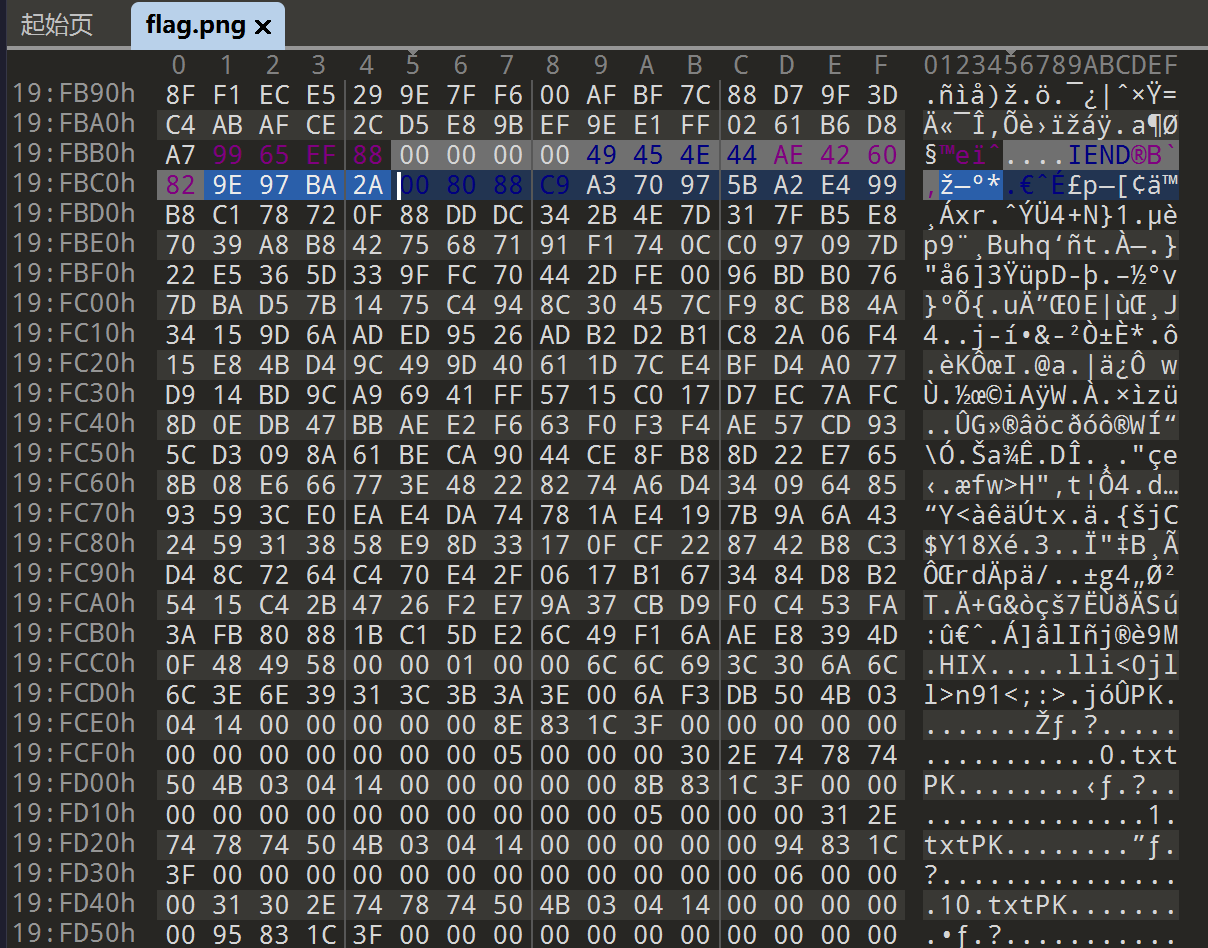 起始页 flag.png ×
0 1 2 3 4 5 6 7 8 9 A B C D E F 0123456789ABCDEF
19:FB90h 8F F1 EC E5 29 9E 7F F6 00 AF BF 7C 88 D7 9F 3D .ñìå)ž.ö.¯¿|ˆ×Ÿ=
19:FBA0h C4 AB AF CE 2C D5 E8 9B EF 9E E1 FF 02 61 B6 D8 Ä«¯Î,Õè›ïžáÿ.a¶Ø
19:FBB0h A7 99 65 EF 88 00 00 00 00 49 45 4E 44 AE 42 60 §™eïˆ....IEND®B`
19:FBC0h 82 9E 97 BA 2A 00 80 88 C9 A3 70 97 5B A2 E4 99 ‚ž—º*.€ˆÉ£p—[¢ä™
19:FBD0h B8 C1 78 72 0F 88 DD DC 34 2B 4E 7D 31 7F B5 E8 ¸Áxr.ˆÝÜ4+N}1.µè
19:FBE0h 70 39 A8 B8 42 75 68 71 91 F1 74 0C C0 97 09 7D p9¨¸Buhq‘ñt.À—.}
19:FBF0h 22 E5 36 5D 33 9F FC 70 44 2D FE 00 96 BD B0 76 "å6]3ŸüpD-þ.–½°v
19:FC00h 7D BA D5 7B 14 75 C4 94 8C 30 45 7C F9 8C B8 4A }ºÕ{.uÄ”Œ0E|ùŒ¸J
19:FC10h 34 15 9D 6A AD ED 95 26 AD B2 D2 B1 C8 2A 06 F4 4..j-í•&-²Ò±È*.ô
19:FC20h 15 E8 4B D4 9C 49 9D 40 61 1D 7C E4 BF D4 A0 77 .èKÔœI.@a.|ä¿Ô w
19:FC30h D9 14 BD 9C A9 69 41 FF 57 15 C0 17 D7 EC 7A FC Ù.½œ©iAÿW.À.×ìzü
19:FC40h 8D 0E DB 47 BB AE E2 F6 63 F0 F3 F4 AE 57 CD 93 ..ÛG»®âöcðóô®WÍ“
19:FC50h 5C D3 09 8A 61 BE CA 90 44 CE 8F B8 8D 22 E7 65 \Ó.Ša¾Ê.DÎ.¸."çe
19:FC60h 8B 08 E6 66 77 3E 48 22 82 74 A6 D4 34 09 64 85 ‹.æfw>H"‚t¦Ô4.d…
19:FC70h 93 59 3C E0 EA E4 DA 74 78 1A E4 19 7B 9A 6A 43 “Y<àêäÚtx.ä.{šjC
19:FC80h 24 59 31 38 58 E9 8D 33 17 0F CF 22 87 42 B8 C3 $Y18Xé.3..Ï"‡B¸Ã
19:FC90h D4 8C 72 64 C4 70 E4 2F 06 17 B1 67 34 84 D8 B2 ÔŒrdÄpä/..±g4„Ø²
19:FCA0h 54 15 C4 2B 47 26 F2 E7 9A 37 CB D9 F0 C4 53 FA T.Ä+G&òçš7ËÙðÄSú
19:FCB0h 3A FB 80 88 1B C1 5D E2 6C 49 F1 6A AE E8 39 4D :û€ˆ.Á]âlIñj®è9M
19:FCC0h 0F 48 49 58 00 00 01 00 00 6C 6C 69 3C 30 6A 6C .HIX.....lli<0jl
19:FCD0h 6C 3E 6E 39 31 3C 3B 3A 3E 00 6A F3 DB 50 4B 03 l>n91<;:>.jóÛPK.
19:FCE0h 04 14 00 00 00 00 00 8E 83 1C 3F 00 00 00 00 00 .......Žƒ.?.....
19:FCF0h 00 00 00 00 00 00 00 05 00 00 00 30 2E 74 78 74 ...........0.txt
19:FD00h 50 4B 03 04 14 00 00 00 00 00 8B 83 1C 3F 00 00 PK........‹ƒ.?..
19:FD10h 00 00 00 00 00 00 00 00 00 00 05 00 00 00 31 2E ..............1.
19:FD20h 74 78 74 50 4B 03 04 14 00 00 00 00 00 94 83 1C txtPK........”ƒ.
19:FD30h 3F 00 00 00 00 00 00 00 00 00 00 00 00 06 00 00 ?...............
19:FD40h 00 31 30 2E 74 78 74 50 4B 03 04 14 00 00 00 00 .10.txtPK.......
19:FD50h 00 95 83 1C 3F 00 00 00 00 00 00 00 00 00 00 00 .•ƒ.?...........